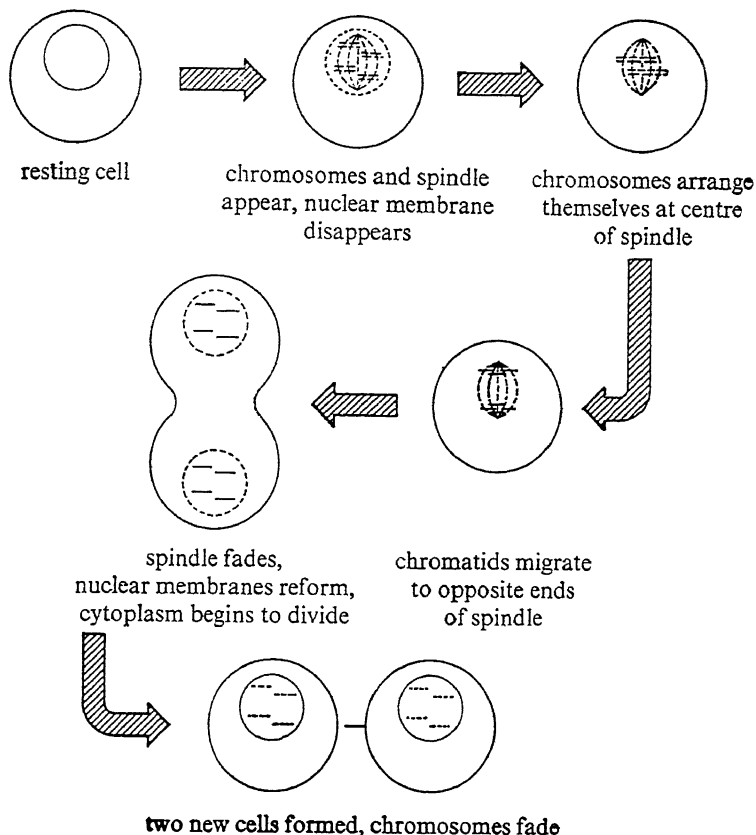 resting cell
chromosomes and spindle
appear, nuclear membrane
disappears
chromosomes arrange
themselves at centre
of spindle
chromatids migrate
to opposite ends
of spindle
spindle fades,
nuclear membranes reform,
cytoplasm begins to divide
two new cells formed, chromosomes fade